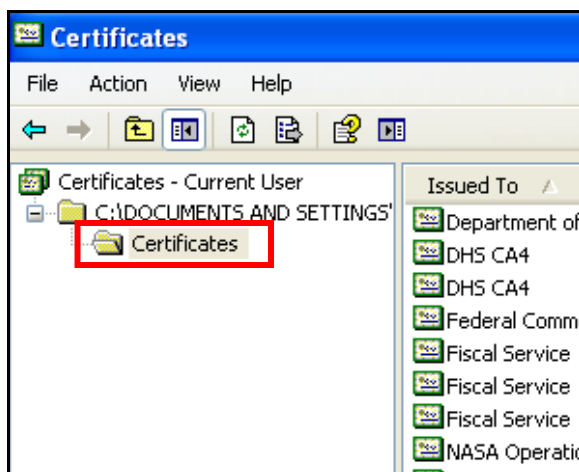 Certificates
File Action View Help
Certificates - Current User
C:\DOCUMENTS AND SETTINGS'
Certificates
Issued To
Department of
DHS CA4
DHS CA4
Federal Comm
Fiscal Service
Fiscal Service
Fiscal Service
NASA Operatio